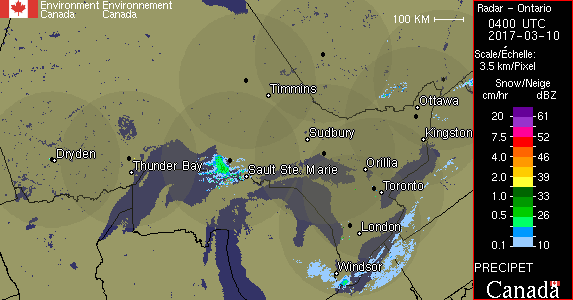 Environment Environnement
Canada Canada
100 KM
Radar - Ontario
0400 UTC
2017-03-10
Scale/Échelle:
3.5 km/Pixel
Snow/Neige
cm/hr dBZ
20 61
7.5 52
4.0 46
2.0 39
1.0 33
0.5 26
0.1 10
PRECIPET
Canada
Timmins
Ottawa
Sudbury
Kingston
Dryden
Thunder Bay
Sault Ste. Marie
Orillia
Toronto
London
Windsor